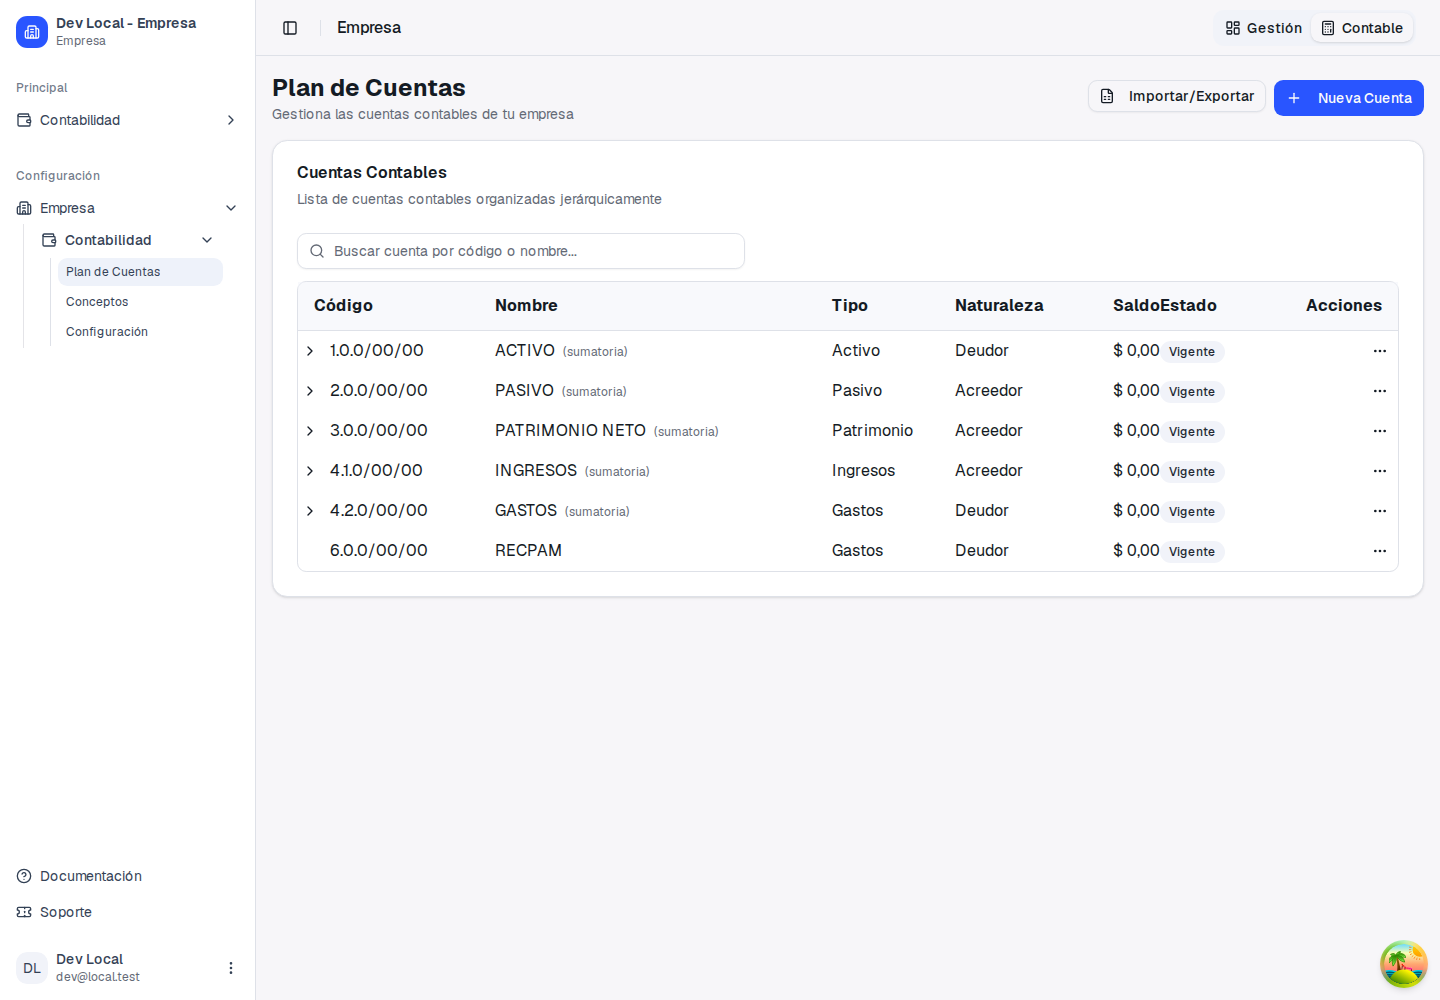 Dev Local - Empresa
Empresa
Principal
Contabilidad
Configuración
Empresa
Contabilidad
Plan de Cuentas
Conceptos
Configuración
Documentación
Soporte
DL
Dev Local
dev@local.test
Empresa
Gestión
Contable
Plan de Cuentas
Gestiona las cuentas contables de tu empresa
Importar/Exportar
Nueva Cuenta
Cuentas Contables
Lista de cuentas contables organizadas jerárquicamente
Buscar cuenta por código o nombre...
Código Nombre Tipo Naturaleza Saldo Estado Acciones
1.0.0/00/00 ACTIVO (sumatoria) Activo Deudor $ 0,00 Vigente
2.0.0/00/00 PASIVO (sumatoria) Pasivo Acreedor $ 0,00 Vigente
3.0.0/00/00 PATRIMONIO NETO (sumatoria) Patrimonio Acreedor $ 0,00 Vigente
4.1.0/00/00 INGRESOS (sumatoria) Ingresos Acreedor $ 0,00 Vigente
4.2.0/00/00 GASTOS (sumatoria) Gastos Deudor $ 0,00 Vigente
6.0.0/00/00 RECPAM Gastos Deudor $ 0,00 Vigente